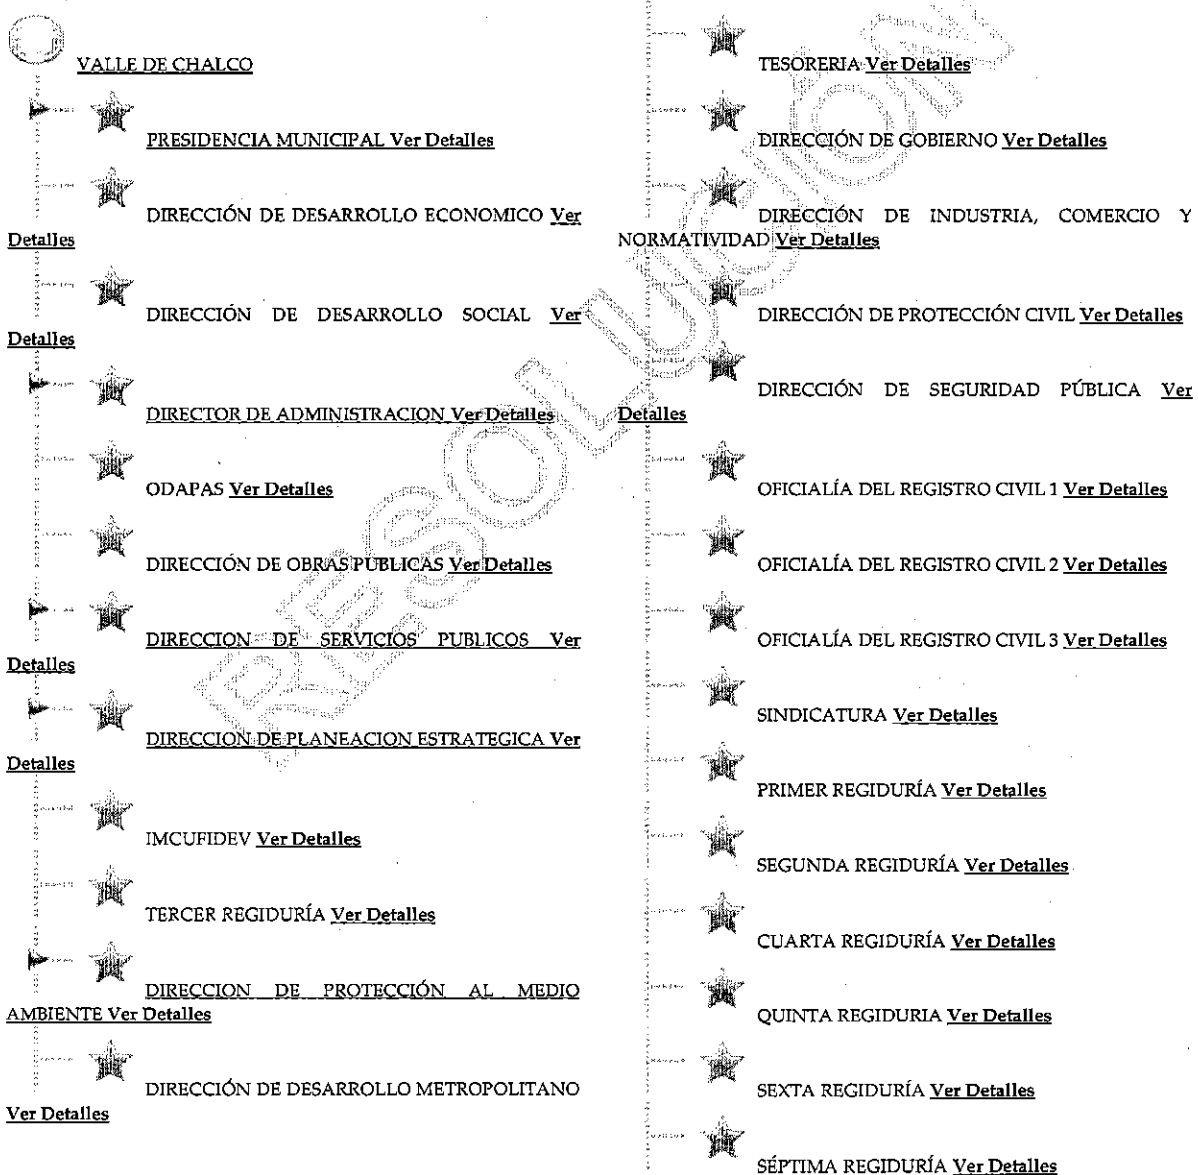 VALLE DE CHALCO
PRESIDENCIA MUNICIPAL Ver Detalles
DIRECCIÓN DE DESARROLLO ECONOMICO Ver
Detalles
DIRECCIÓN DE DESARROLLO SOCIAL Ver
Detalles
DIRECTOR DE ADMINISTRACION Ver Detalles
ODAPAS Ver Detalles
DIRECCIÓN DE OBRAS PUBLICAS Ver Detalles
DIRECCION DE SERVICIOS PUBLICOS Ver
Detalles
DIRECCION DE PLANEACION ESTRATEGICA Ver
Detalles
IMCUFIDEV Ver Detalles
TERCER REGIDURÍA Ver Detalles
DIRECCION DE PROTECCIÓN AL MEDIO
AMBIENTE Ver Detalles
DIRECCIÓN DE DESARROLLO METROPOLITANO
Ver Detalles
TESORERIA Ver Detalles
DIRECCIÓN DE GOBIERNO Ver Detalles
DIRECCIÓN DE INDUSTRIA, COMERCIO Y
NORMATIVIDAD Ver Detalles
DIRECCIÓN DE PROTECCIÓN CIVIL Ver Detalles
DIRECCIÓN DE SEGURIDAD PÚBLICA Ver
Detalles
OFICIALÍA DEL REGISTRO CIVIL 1 Ver Detalles
OFICIALÍA DEL REGISTRO CIVIL 2 Ver Detalles
OFICIALÍA DEL REGISTRO CIVIL 3 Ver Detalles
SINDICATURA Ver Detalles
PRIMER REGIDURÍA Ver Detalles
SEGUNDA REGIDURÍA Ver Detalles
CUARTA REGIDURÍA Ver Detalles
QUINTA REGIDURIA Ver Detalles
SEXTA REGIDURÍA Ver Detalles
SÉPTIMA REGIDURÍA Ver Detalles
RESOLUCIÓN